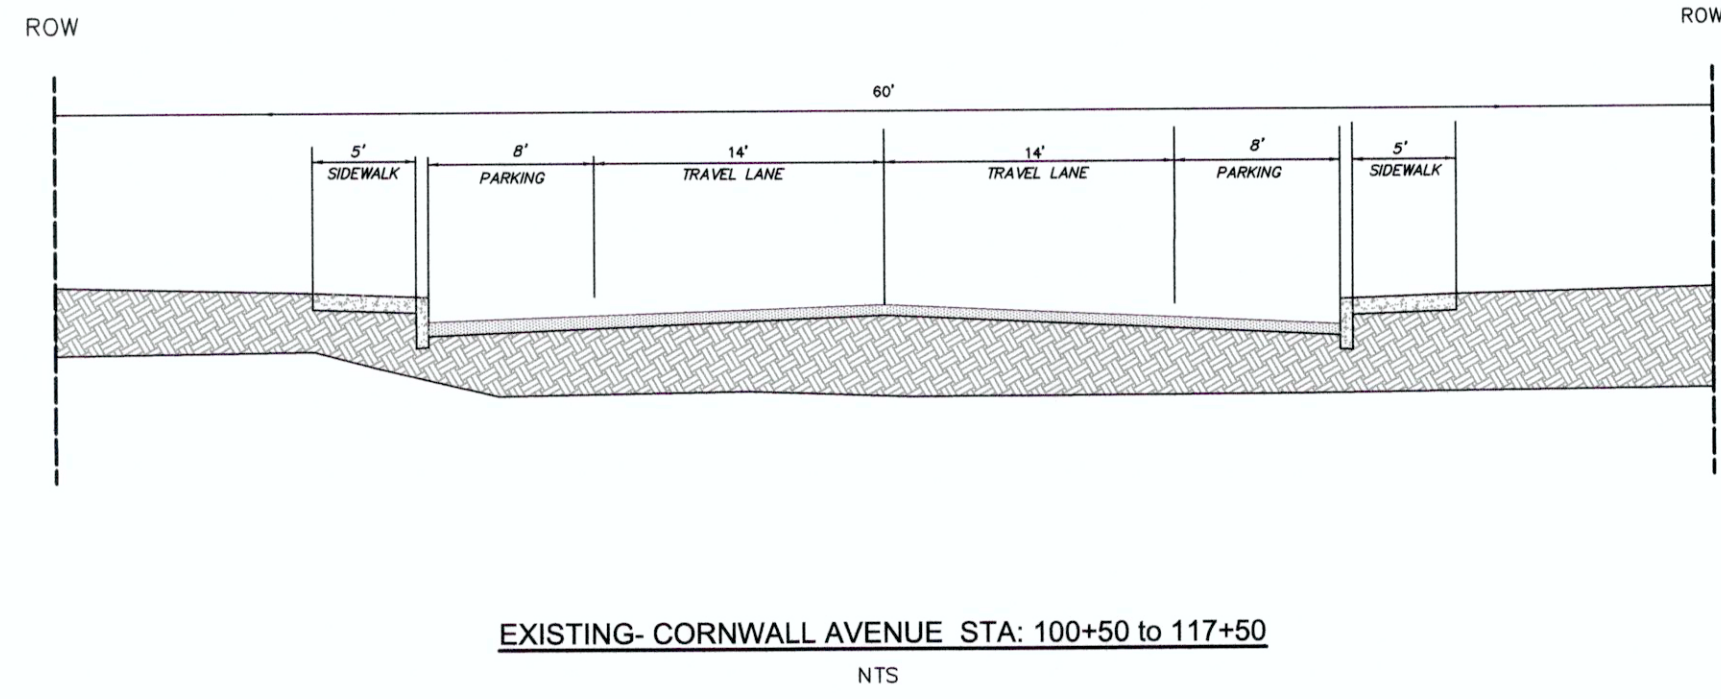 ROW
ROW
60'
5' 8' 14' 14' 8' 5'
SIDEWALK PARKING TRAVEL LANE TRAVEL LANE PARKING SIDEWALK
EXISTING- CORNWALL AVENUE STA: 100+50 to 117+50
NTS